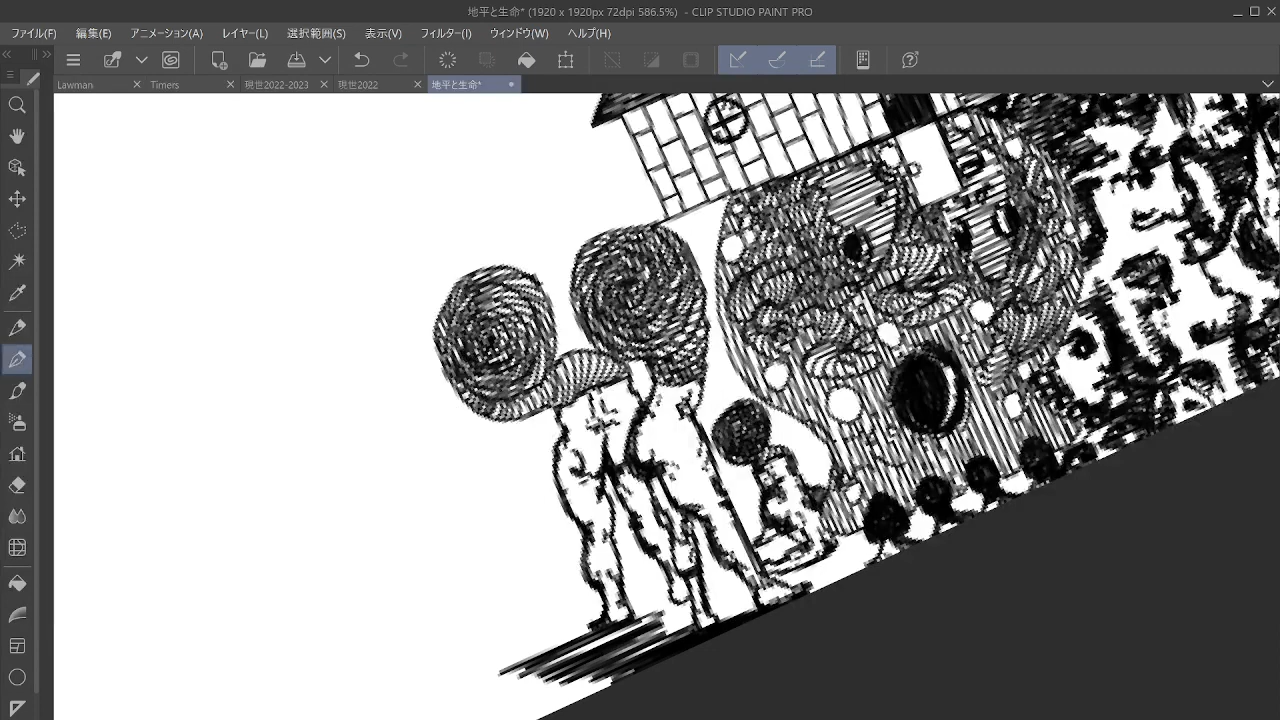 地平と生命* (1920 x 1920px 72dpi 586.5%) - CLIP STUDIO PAINT PRO
ファイル(F) 編集(E) アニメーション(A) レイヤー(L) 選択範囲(S) 表示(V) フィルター(I) ウィンドウ(W) ヘルプ(H)
Lawman Timers 現世2022-2023 現世2022 地平と生命*